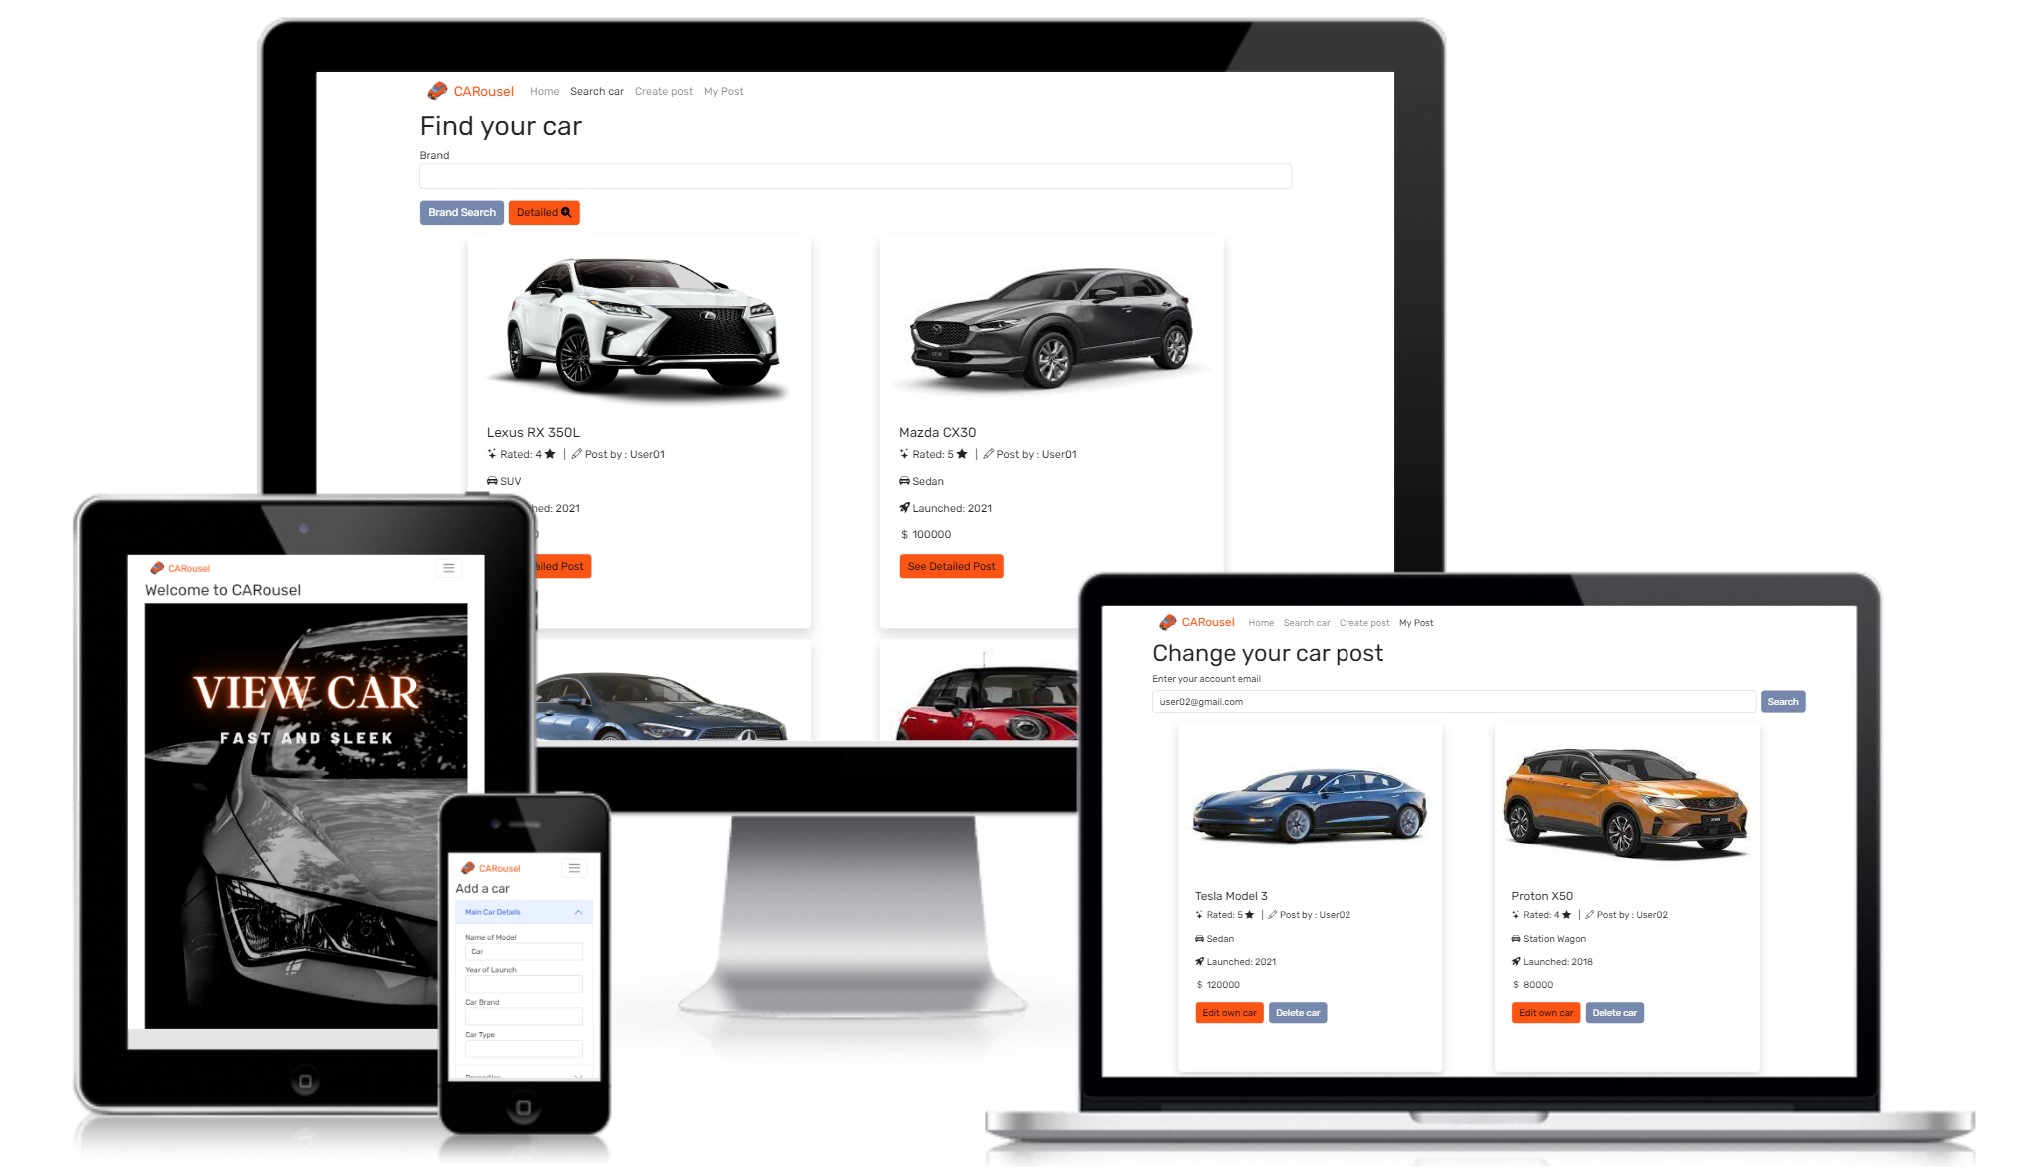 CARousel Home Search car Create post My Post
Find your car
Brand
Brand Search Detailed
Lexus RX 350L
Rated: 4 | Post by : User01
SUV
hed: 2021
ailed Post
Mazda CX30
Rated: 5 | Post by : User01
Sedan
Launched: 2021
$ 100000
See Detailed Post
CARousel
Welcome to CARousel
VIEW CAR
FAST AND SLEEK
CARousel
Add a car
Main Car Details
Name of Model
Car
Year of Launch
Car Brand
Car Type
CARousel Home Search car Create post My Post
Change your car post
Enter your account email
user02@gmail.com Search
Tesla Model 3
Rated: 5 | Post by : User02
Sedan
Launched: 2021
$ 120000
Edit own car Delete car
Proton X50
Rated: 4 | Post by : User02
Station Wagon
Launched: 2018
$ 80000
Edit own car Delete car